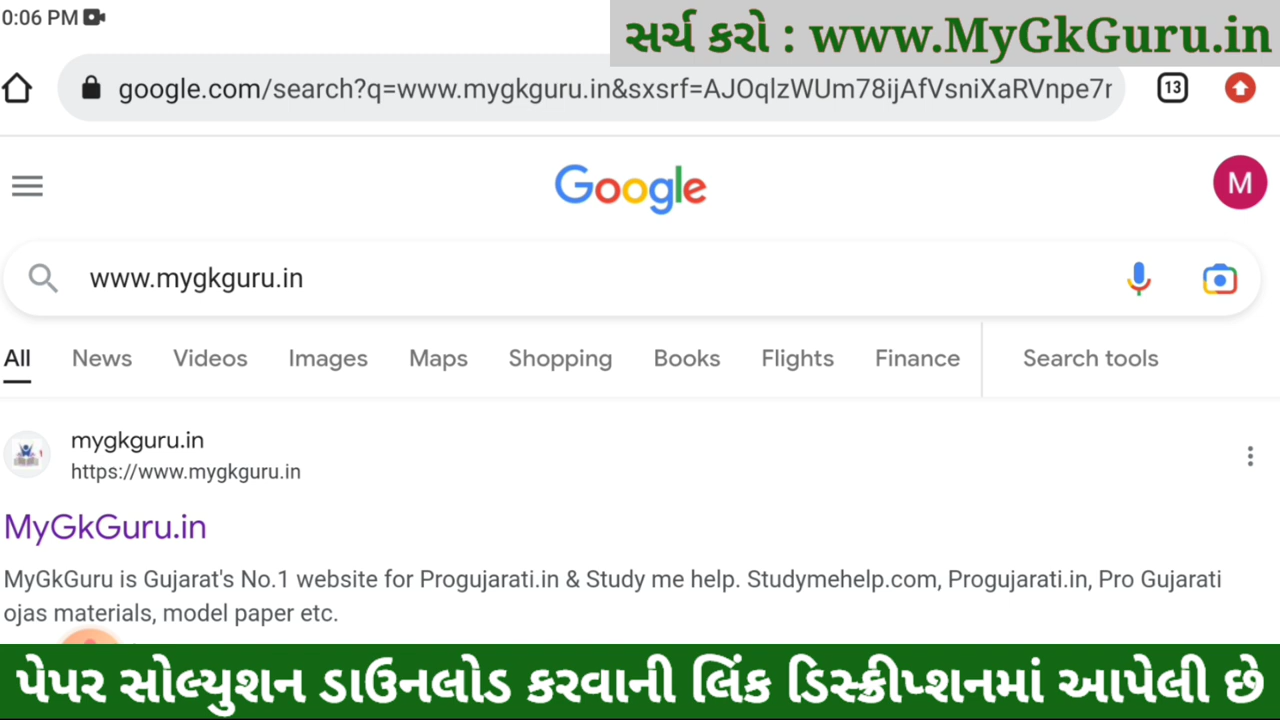 0:06 PM
સર્ચ કરો : www.MyGkGuru.in
google.com/search?q=www.mygkguru.in&sxsrf=AJOqlzWUm78ijAfVsniXaRVnpe7r
13
Google
M
www.mygkguru.in
All News Videos Images Maps Shopping Books Flights Finance Search tools
mygkguru.in
https://www.mygkguru.in
MyGkGuru.in
MyGkGuru is Gujarat's No.1 website for Progujarati.in & Study me help. Studymehelp.com, Progujarati.in, Pro Gujarati
ojas materials, model paper etc.
પેપર સોલ્યુશન ડાઉનલોડ કરવાની લિંક ડિસ્ક્રીપ્શનમાં આપેલી છે